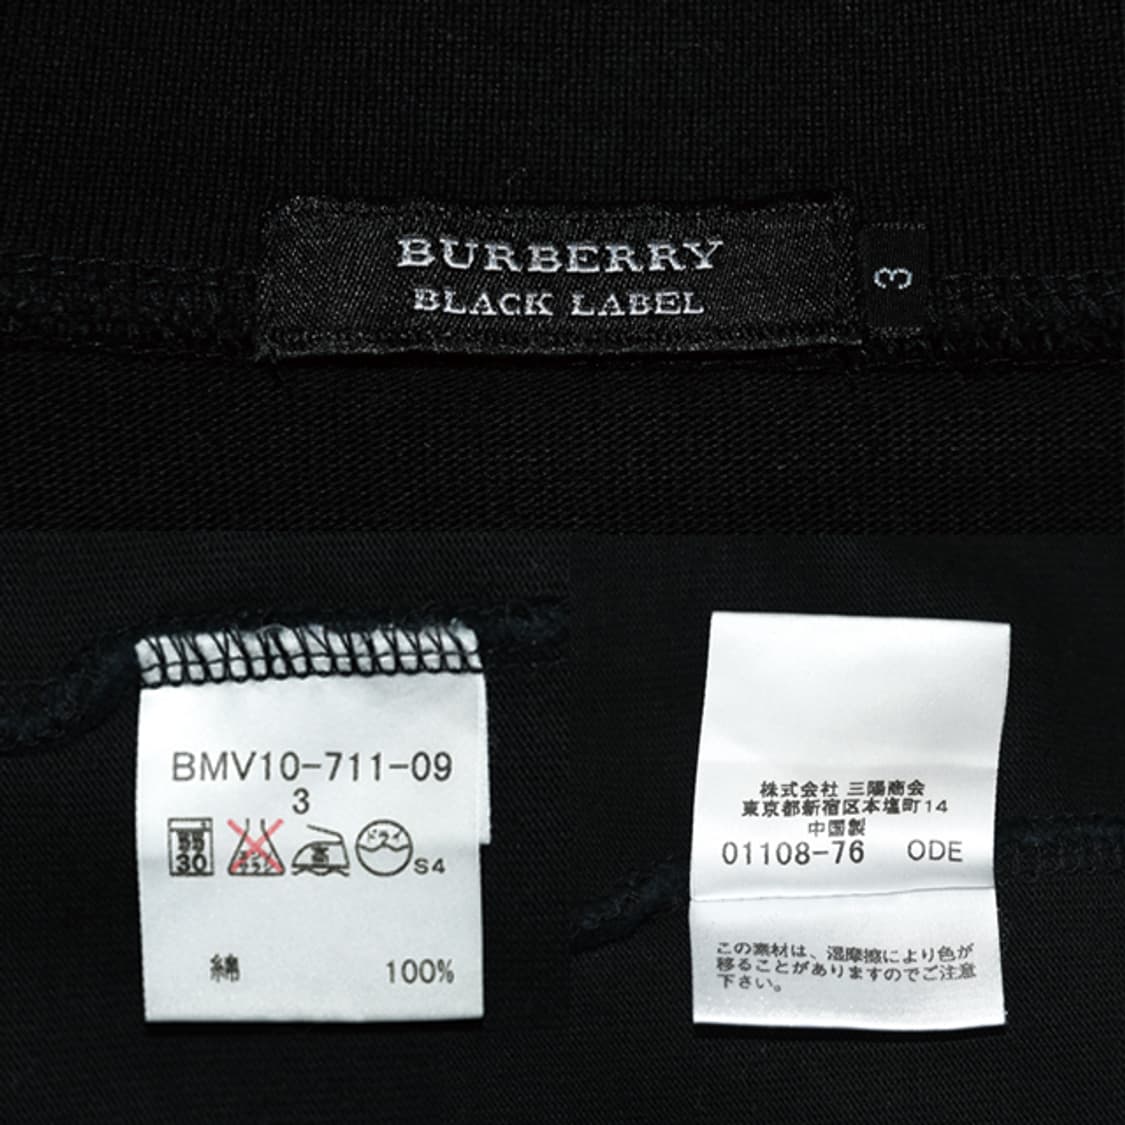 BURBERRY
BLACK LABEL
3
BMV10-711-09
3
30
ドライ
S4
綿 100%
株式会社 三陽商会
東京都新宿区本塩町14
中国製
01108-76 ODE
この素材は、湿摩擦により色が
移ることがありますのでご注意
下さい。